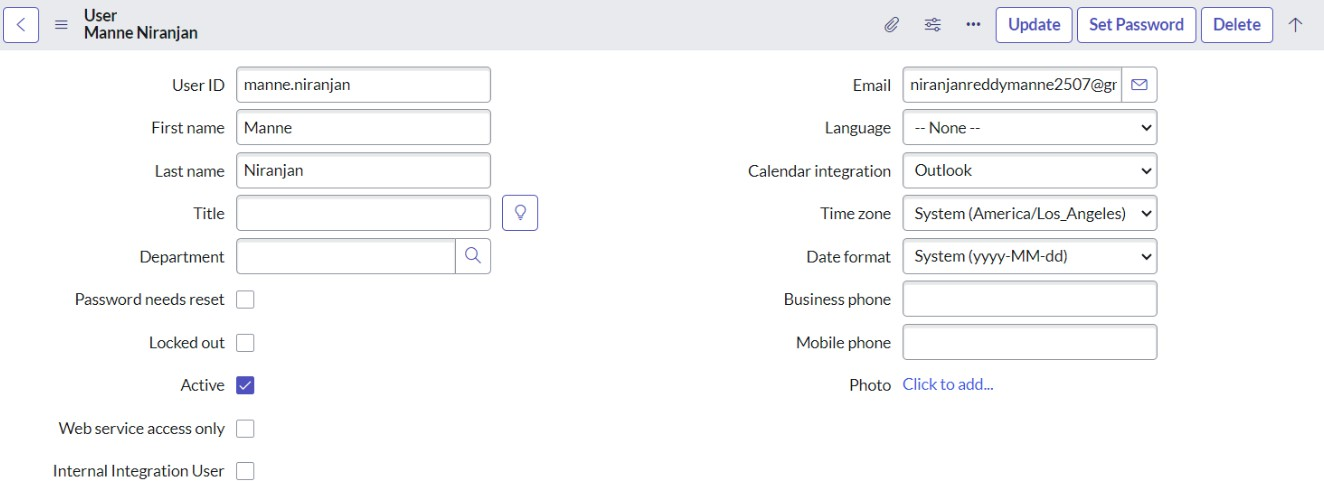 User
Manne Niranjan
Update
Set Password
Delete
User ID
manne.niranjan
First name
Manne
Last name
Niranjan
Title
Department
Password needs reset
Locked out
Active
Web service access only
Internal Integration User
Email
niranjanreddymanne2507@gr
Language
-- None --
Calendar integration
Outlook
Time zone
System (America/Los_Angeles)
Date format
System (yyyy-MM-dd)
Business phone
Mobile phone
Photo
Click to add...